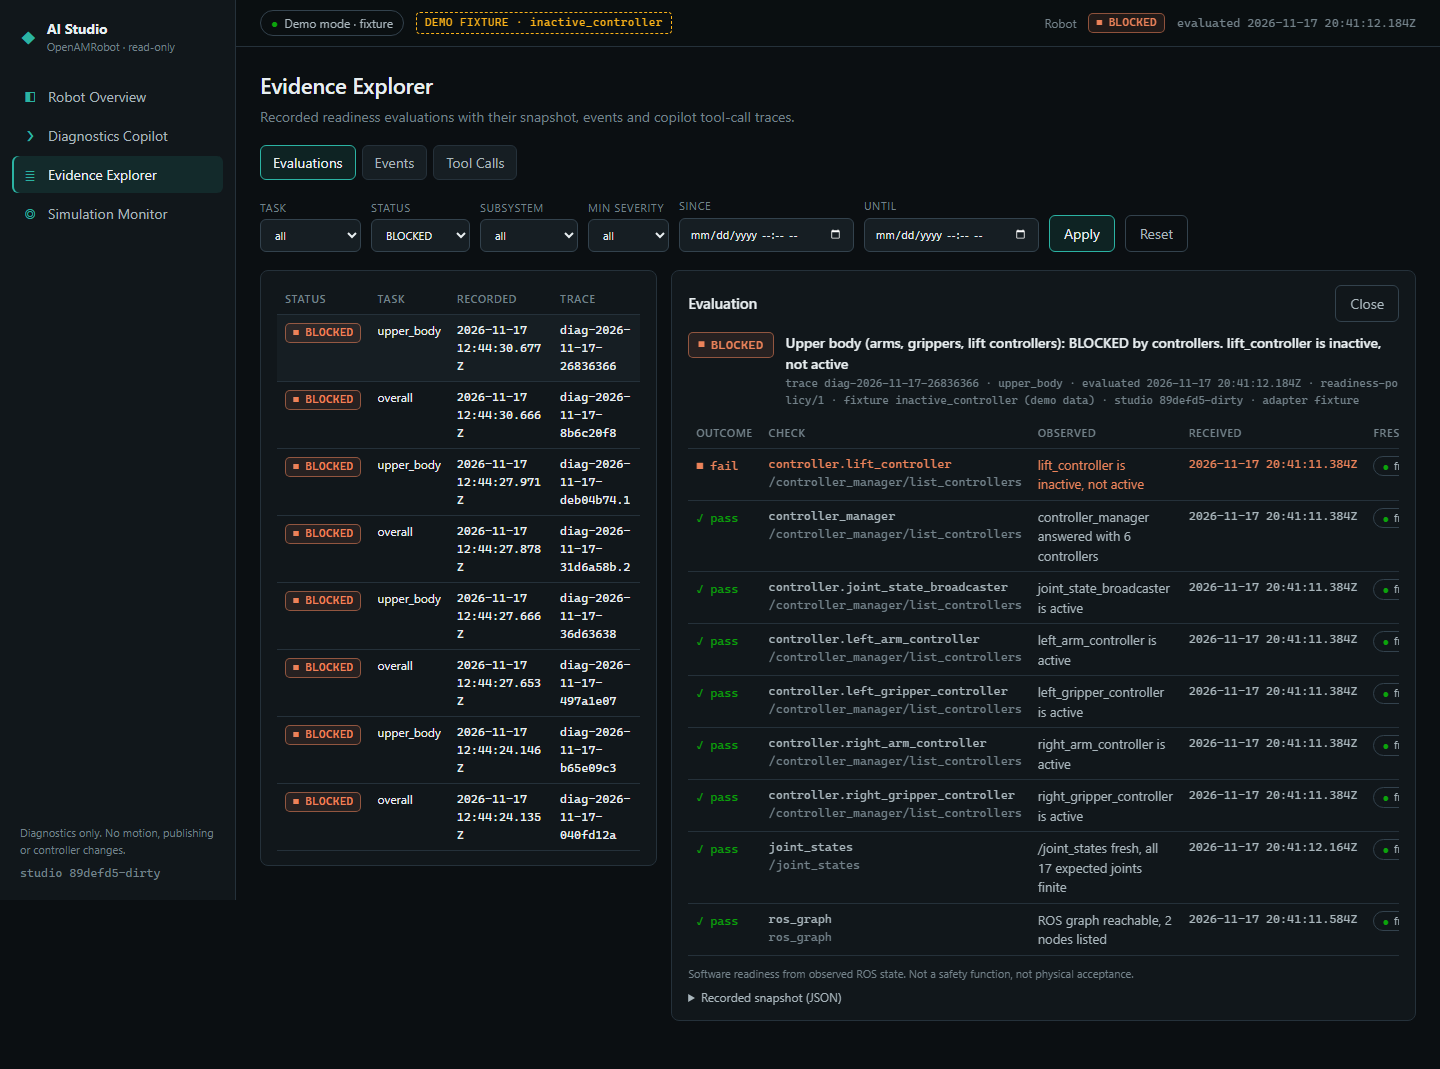 AI Studio
OpenAMRobot · read-only
Robot Overview
Diagnostics Copilot
Evidence Explorer
Simulation Monitor
Diagnostics only. No motion, publishing
or controller changes.
studio 89defd5-dirty
Demo mode · fixture
DEMO FIXTURE · inactive_controller
Robot
BLOCKED
evaluated 2026-11-17 20:41:12.184Z
Evidence Explorer
Recorded readiness evaluations with their snapshot, events and copilot tool-call traces.
Evaluations
Events
Tool Calls
TASK
STATUS
SUBSYSTEM
MIN SEVERITY
SINCE
UNTIL
all
BLOCKED
all
all
mm/dd/yyyy --:-- --
mm/dd/yyyy --:-- --
Apply
Reset
STATUS TASK RECORDED TRACE
BLOCKED upper_body 2026-11-17 diag-2026-
12:44:30.677 11-17-
Z 26836366
BLOCKED overall 2026-11-17 diag-2026-
12:44:30.666 11-17-
Z 8b6c20f8
BLOCKED upper_body 2026-11-17 diag-2026-
12:44:27.971 11-17-
Z deb04b74.1
BLOCKED overall 2026-11-17 diag-2026-
12:44:27.878 11-17-
Z 31d6a58b.2
BLOCKED upper_body 2026-11-17 diag-2026-
12:44:27.666 11-17-
Z 36d63638
BLOCKED overall 2026-11-17 diag-2026-
12:44:27.653 11-17-
Z 497a1e07
BLOCKED upper_body 2026-11-17 diag-2026-
12:44:24.146 11-17-
Z b65e09c3
BLOCKED overall 2026-11-17 diag-2026-
12:44:24.135 11-17-
Z 040fd12a
Evaluation
Close
BLOCKED
Upper body (arms, grippers, lift controllers): BLOCKED by controllers. lift_controller is inactive,
not active
trace diag-2026-11-17-26836366 · upper_body · evaluated 2026-11-17 20:41:12.184Z · readiness-po
licy/1 · fixture inactive_controller (demo data) · studio 89defd5-dirty · adapter fixture
OUTCOME CHECK OBSERVED RECEIVED FRES
fail controller.lift_controller lift_controller is 2026-11-17 20:41:11.384Z fr
/controller_manager/list_controllers inactive, not active
✓ pass controller_manager controller_manager 2026-11-17 20:41:11.384Z fr
/controller_manager/list_controllers answered with 6
controllers
✓ pass controller.joint_state_broadcaster joint_state_broadcaster 2026-11-17 20:41:11.384Z fr
/controller_manager/list_controllers is active
✓ pass controller.left_arm_controller left_arm_controller is 2026-11-17 20:41:11.384Z fr
/controller_manager/list_controllers active
✓ pass controller.left_gripper_controller left_gripper_controller 2026-11-17 20:41:11.384Z fr
/controller_manager/list_controllers is active
✓ pass controller.right_arm_controller right_arm_controller is 2026-11-17 20:41:11.384Z fr
/controller_manager/list_controllers active
✓ pass controller.right_gripper_controller right_gripper_controller 2026-11-17 20:41:11.384Z fr
/controller_manager/list_controllers is active
✓ pass joint_states /joint_states fresh, all 2026-11-17 20:41:12.164Z fr
/joint_states 17 expected joints
finite
✓ pass ros_graph ROS graph reachable, 2 2026-11-17 20:41:11.584Z fr
ros_graph nodes listed
Software readiness from observed ROS state. Not a safety function, not physical acceptance.
Recorded snapshot (JSON)